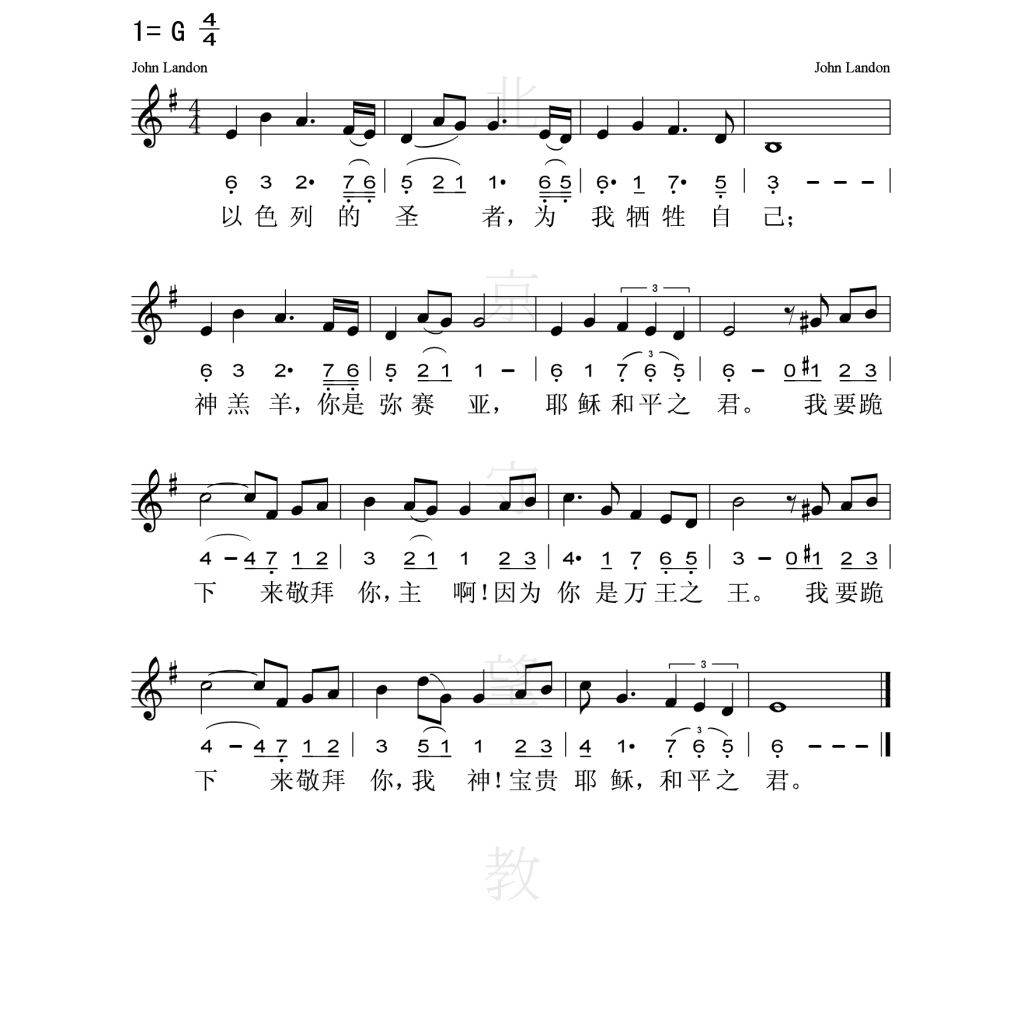 1= G 4/4
John Landon John Landon
6 3 2· 7 6 | 5 2 1 1· 6 5 | 6· 1 7· 5 | 3 - - - |
以色列的圣者，为我牺牲自己；
3
6 3 2· 7 6 | 5 2 1 1 - | 6 1 3 7 6 5 | 6 - 0 #1 2 3 |
神羔羊，你是弥赛亚，耶稣和平之君。我要跪
4 - 4 7 1 2 | 3 2 1 1 2 3 | 4· 1 7 6 5 | 3 - 0 #1 2 3 |
下来敬拜你，主啊！因为你是万王之王。我要跪
3
4 - 4 7 1 2 | 3 5 1 1 2 3 | 4 1· 3 7 6 5 | 6 - - - ‖
下来敬拜你，我神！宝贵耶稣，和平之君。
北京守望教